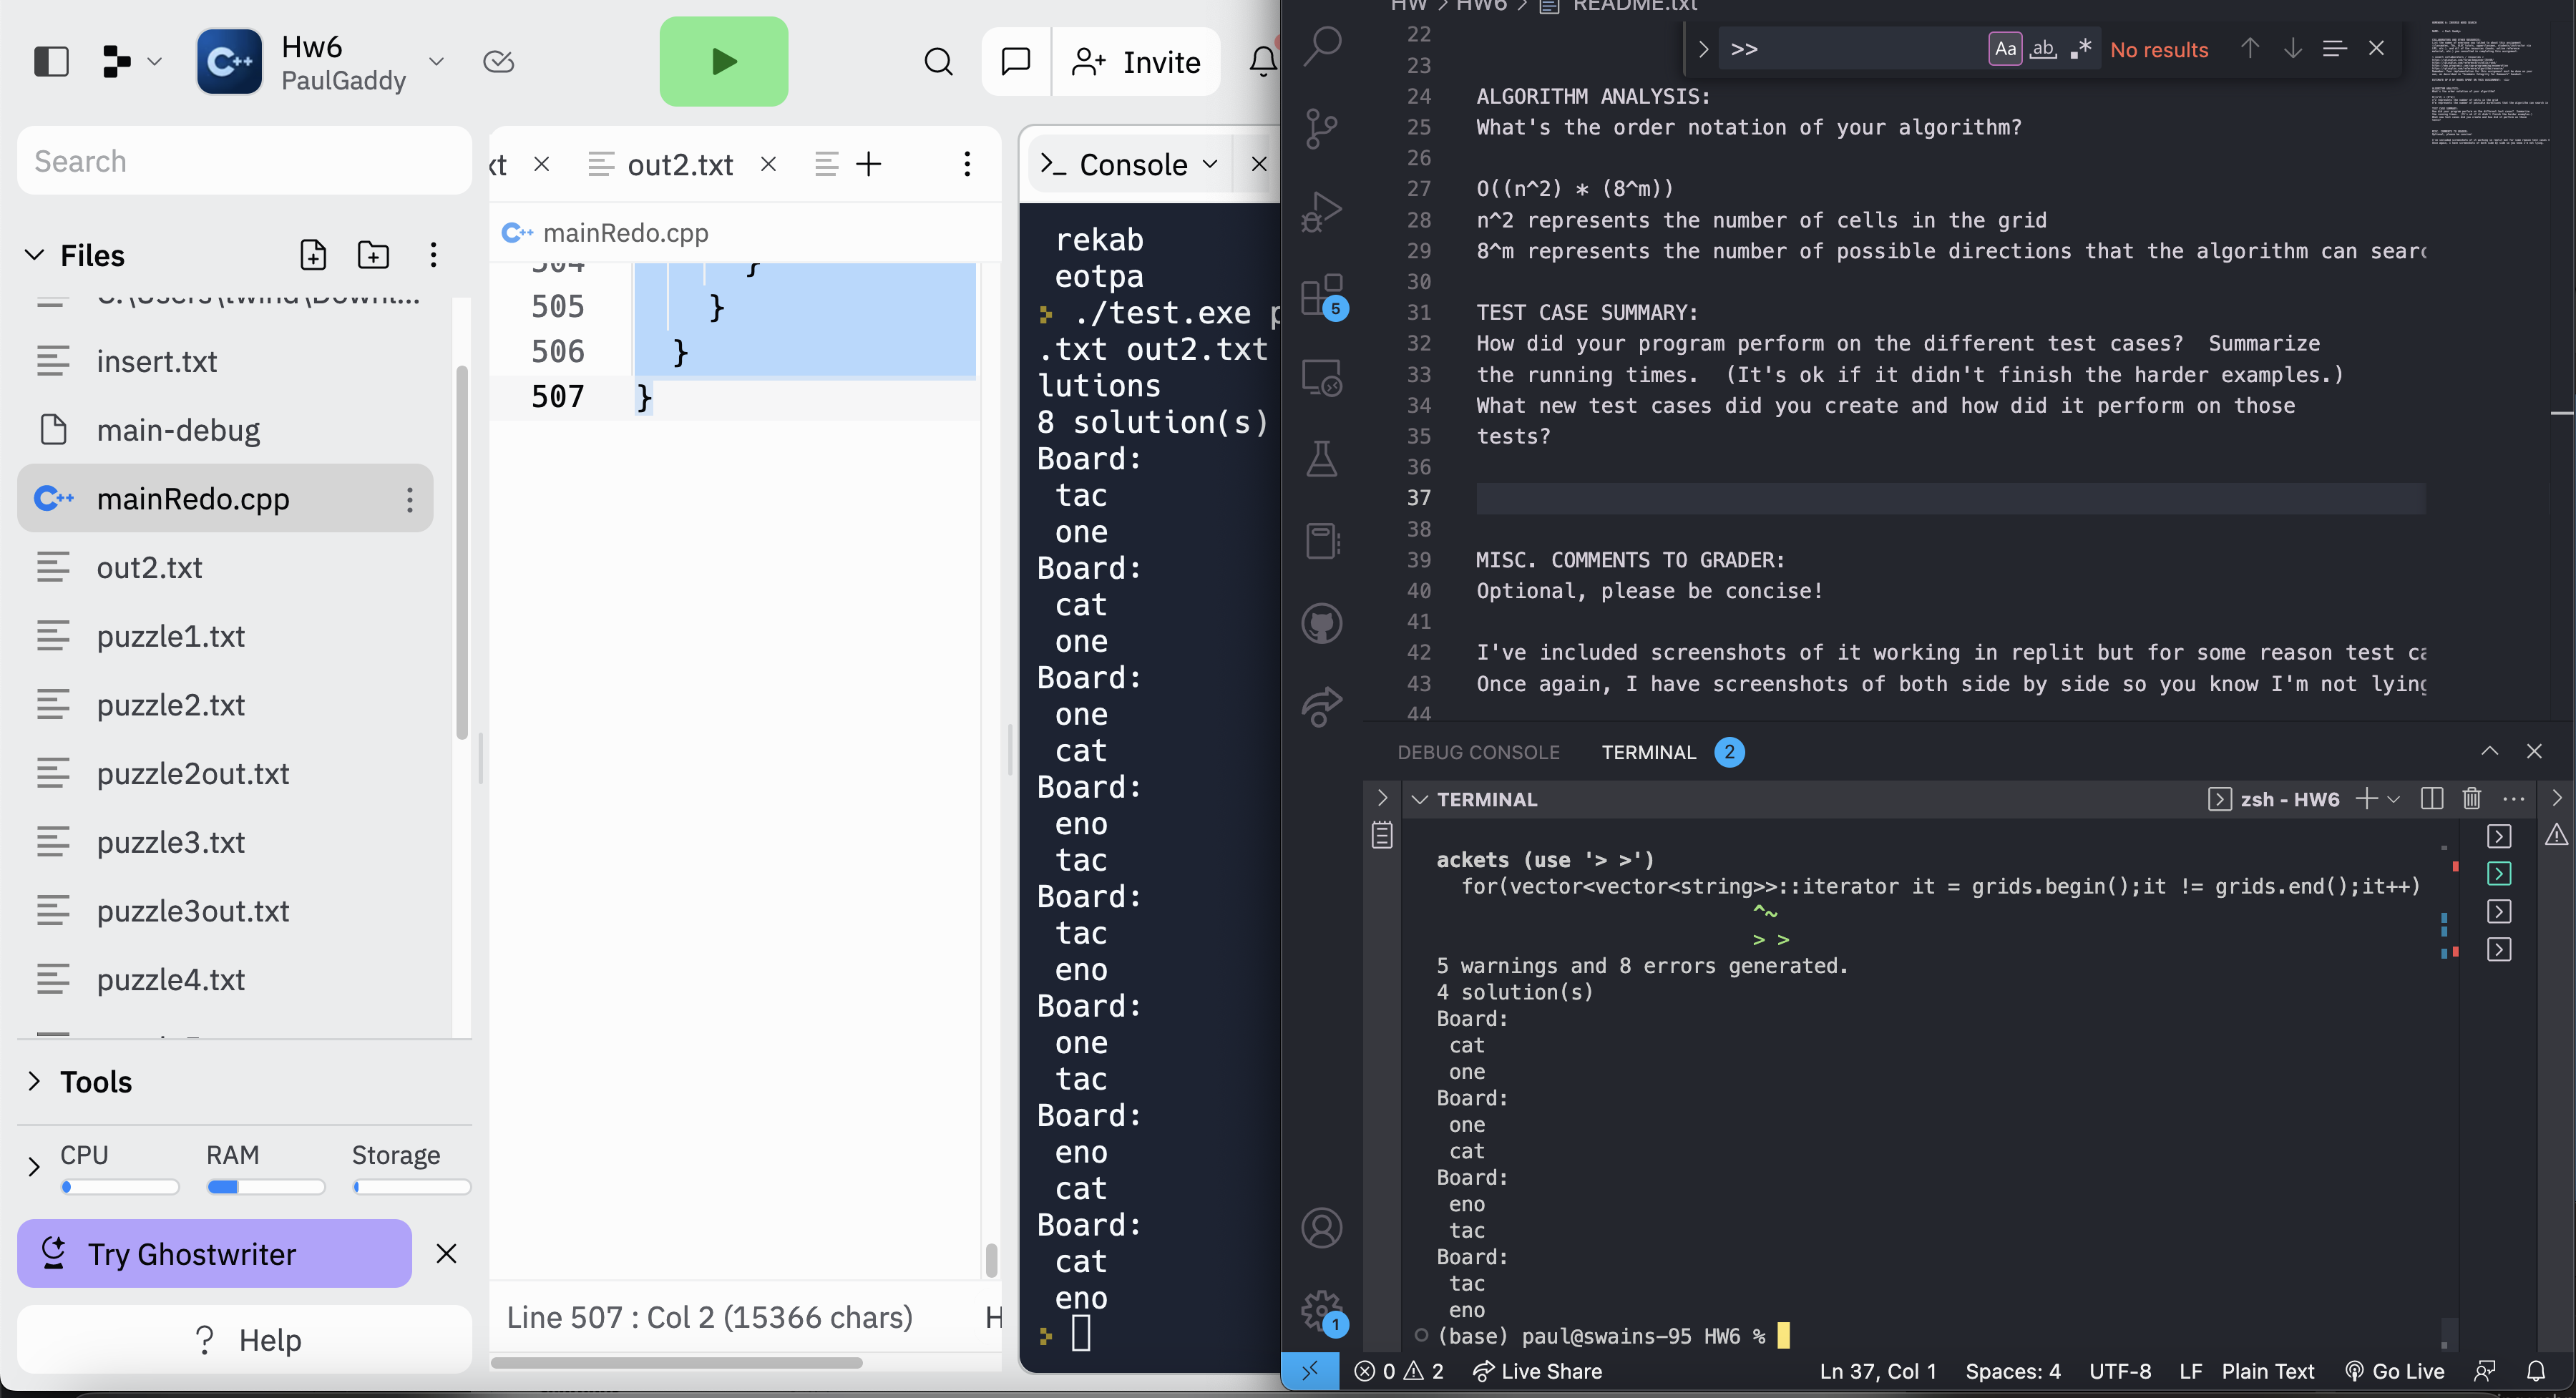 Hw6
PaulGaddy
Invite
Search
Files
insert.txt
main-debug
mainRedo.cpp
out2.txt
puzzle1.txt
puzzle2.txt
puzzle2out.txt
puzzle3.txt
puzzle3out.txt
puzzle4.txt
Tools
CPU RAM Storage
Try Ghostwriter
Help
xt out2.txt
mainRedo.cpp
504 }
505 }
506 }
507 }
Line 507 : Col 2 (15366 chars) H
>_ Console
rekab
eotpa
./test.exe p
.txt out2.txt
lutions
8 solution(s)
Board:
tac
one
Board:
cat
one
Board:
one
cat
Board:
eno
tac
Board:
tac
eno
Board:
one
tac
Board:
eno
cat
Board:
cat
eno
HW > HW6 > README.txt
>> Aa ab No results
22
23
24 ALGORITHM ANALYSIS:
25 What's the order notation of your algorithm?
26
27 O((n^2) * (8^m))
28 n^2 represents the number of cells in the grid
29 8^m represents the number of possible directions that the algorithm can searc
30
31 TEST CASE SUMMARY:
32 How did your program perform on the different test cases?  Summarize
33 the running times.  (It's ok if it didn't finish the harder examples.)
34 What new test cases did you create and how did it perform on those
35 tests?
36
37
38
39 MISC. COMMENTS TO GRADER:
40 Optional, please be concise!
41
42 I've included screenshots of it working in replit but for some reason test ca
43 Once again, I have screenshots of both side by side so you know I'm not lying
44
5
DEBUG CONSOLE TERMINAL 2
TERMINAL zsh - HW6
ackets (use '> >')
for(vector<vector<string>>::iterator it = grids.begin();it != grids.end();it++)
^~
> >
5 warnings and 8 errors generated.
4 solution(s)
Board:
cat
one
Board:
one
cat
Board:
eno
tac
Board:
tac
eno
(base) paul@swains-95 HW6 %
1
0 2 Live Share Ln 37, Col 1 Spaces: 4 UTF-8 LF Plain Text Go Live